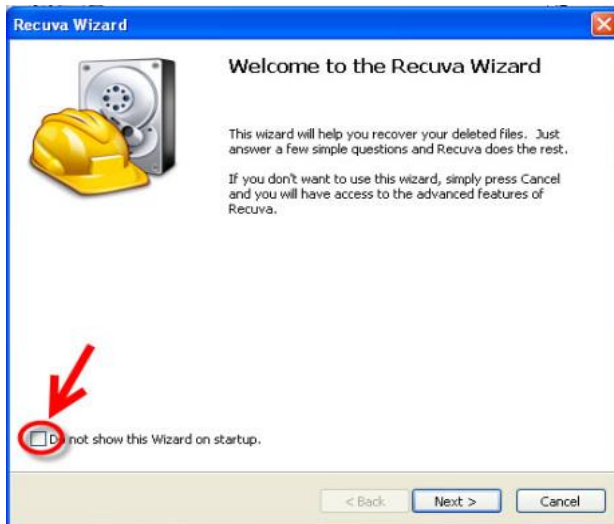 Recuva Wizard
Welcome to the Recuva Wizard
This wizard will help you recover your deleted files. Just
answer a few simple questions and Recuva does the rest.
If you don't want to use this wizard, simply press Cancel
and you will have access to the advanced features of
Recuva.
Do not show this Wizard on startup.
< Back
Next >
Cancel